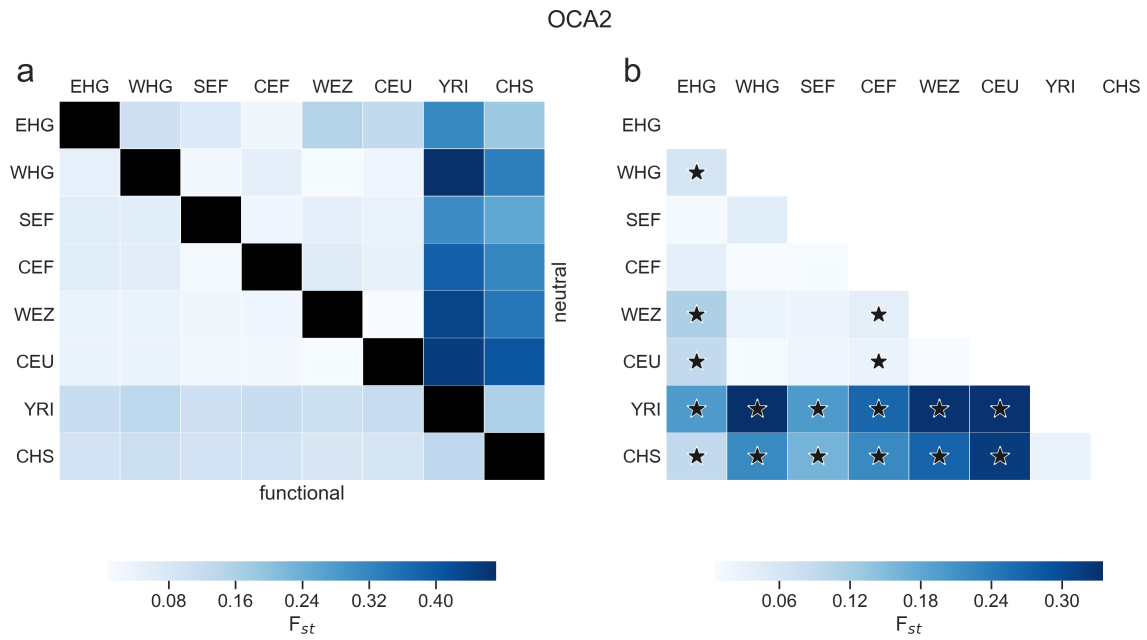 OCA2
a
EHG WHG SEF CEF WEZ CEU YRI CHS
EHG
WHG
SEF
CEF
WEZ
CEU
YRI
CHS
neutral
functional
0.08 0.16 0.24 0.32 0.40
Fst
b
EHG WHG SEF CEF WEZ CEU YRI CHS
EHG
WHG
SEF
CEF
WEZ
CEU
YRI
CHS
0.06 0.12 0.18 0.24 0.30
Fst